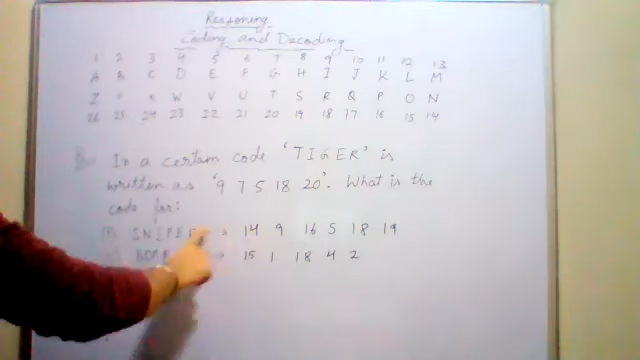 Reasoning
Coding and Decoding
1 2 3 4 5 6 7 8 9 10 11 12 13
A B C D E F G H I J K L M
Z Y X W V U T S R Q P O N
26 25 24 23 22 21 20 19 18 17 16 15 14
In a certain code 'TIGER' is
written as '9 7 5 18 20'. What is the
code for:
SNIPER → 14 9 16 5 18 19
→ 15 1 18 4 2